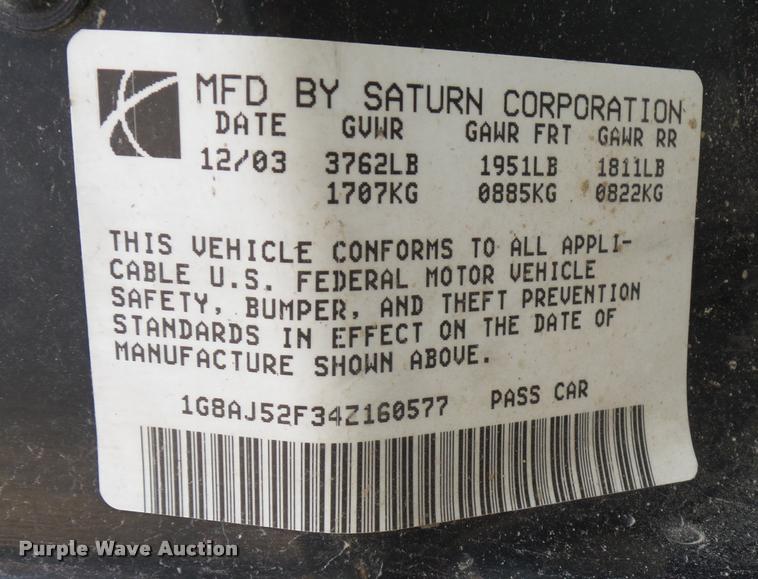 MFD BY SATURN CORPORATION
DATE GVWR GAWR FRT GAWR RR
12/03 3762LB 1951LB 1811LB
1707KG 0885KG 0822KG
THIS VEHICLE CONFORMS TO ALL APPLI-
CABLE U.S. FEDERAL MOTOR VEHICLE
SAFETY, BUMPER, AND THEFT PREVENTION
STANDARDS IN EFFECT ON THE DATE OF
MANUFACTURE SHOWN ABOVE.
1G8AJ52F34Z160577 PASS CAR
Purple Wave Auction